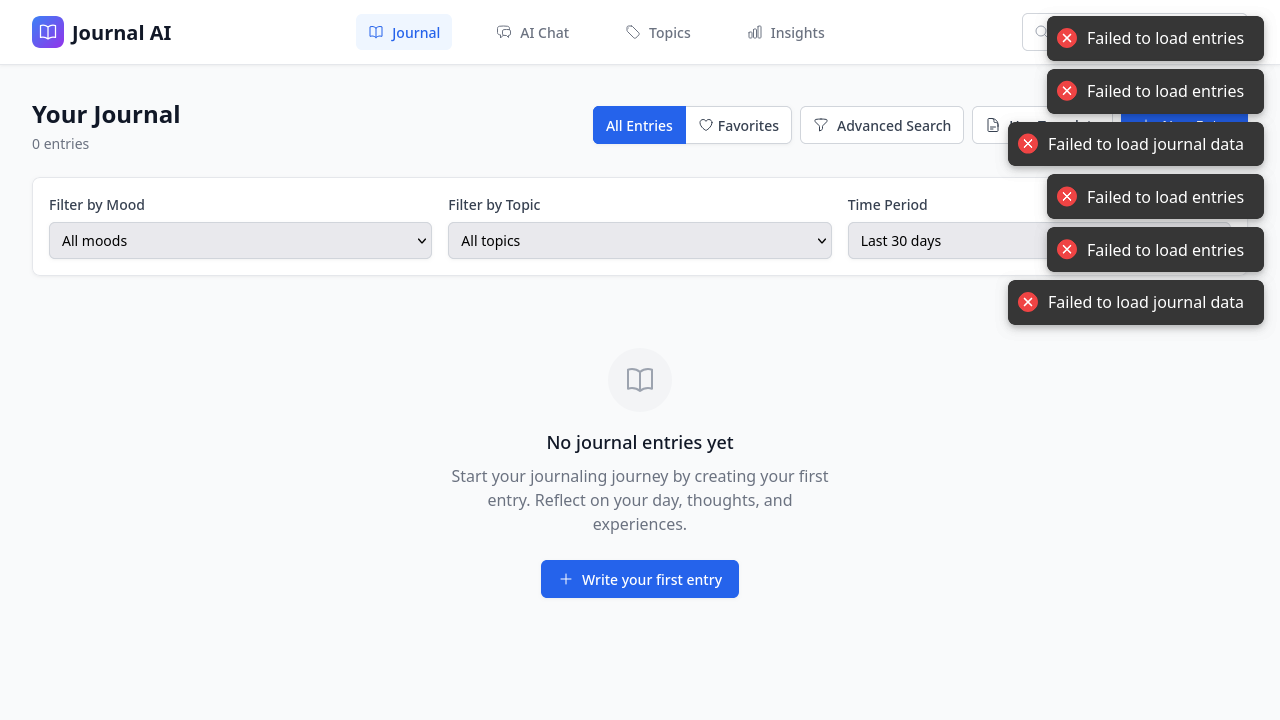 Journal AI
Journal
AI Chat
Topics
Insights
Failed to load entries
Failed to load entries
Failed to load journal data
Failed to load entries
Failed to load entries
Failed to load journal data
Your Journal
0 entries
All Entries
Favorites
Advanced Search
Filter by Mood
All moods
Filter by Topic
All topics
Time Period
Last 30 days
No journal entries yet
Start your journaling journey by creating your first
entry. Reflect on your day, thoughts, and
experiences.
Write your first entry